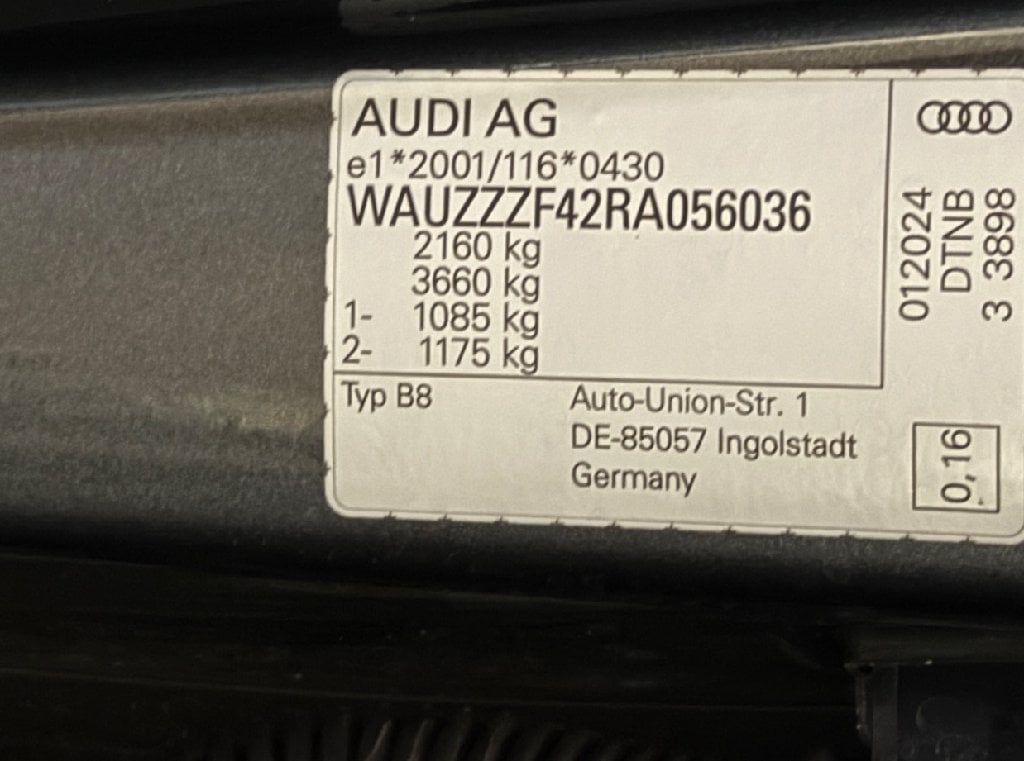 AUDI AG
e1*2001/116*0430
WAUZZZF42RA056036
2160 kg
3660 kg
1- 1085 kg
2- 1175 kg
Typ B8
Auto-Union-Str. 1
DE-85057 Ingolstadt
Germany
012024
DTNB
3 3898
0,16